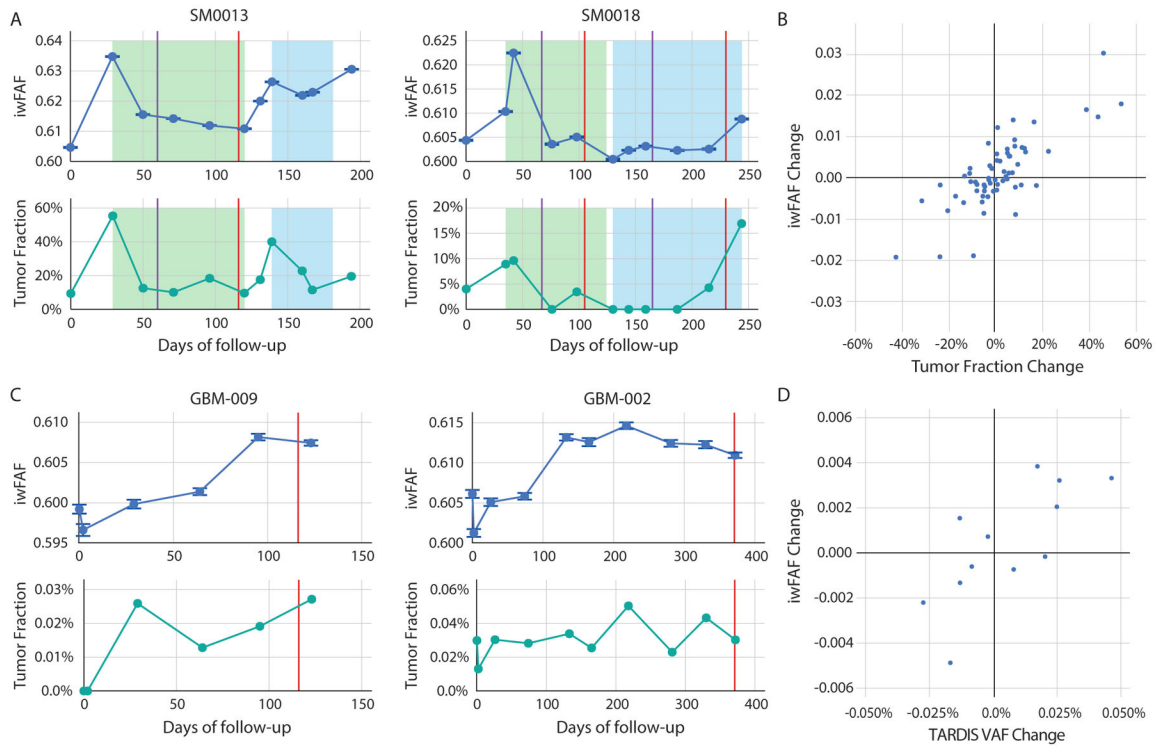 A
SM0013
SM0018
B
iwFAF
0.64
0.63
0.62
0.61
0.60
0 50 100 150 200
iwFAF
0.625
0.620
0.615
0.610
0.605
0.600
0 50 100 150 200 250
Tumor Fraction
60%
40%
20%
0%
0 50 100 150 200
Days of follow-up
Tumor Fraction
20%
15%
10%
5%
0%
0 50 100 150 200 250
Days of follow-up
iwFAF Change
0.03
0.02
0.010
0.00
-0.01
-0.02
-0.03
-60% -40% -20% 0% 20% 40% 60%
Tumor Fraction Change
C
GBM-009
GBM-002
D
iwFAF
0.610
0.605
0.600
0.595
0 50 100 150
iwFAF
0.615
0.610
0.605
0.600
0 100 200 300 400
Tumor Fraction
0.03%
0.02%
0.01%
0.0%
0 50 100 150
Days of follow-up
Tumor Fraction
0.06%
0.04%
0.02%
0.0%
0 100 200 300 400
Days of follow-up
iwFAF Change
0.006
0.004
0.002
0.000
-0.002
-0.004
-0.006
-0.050% -0.025% 0.0% 0.025% 0.050%
TARDIS VAF Change